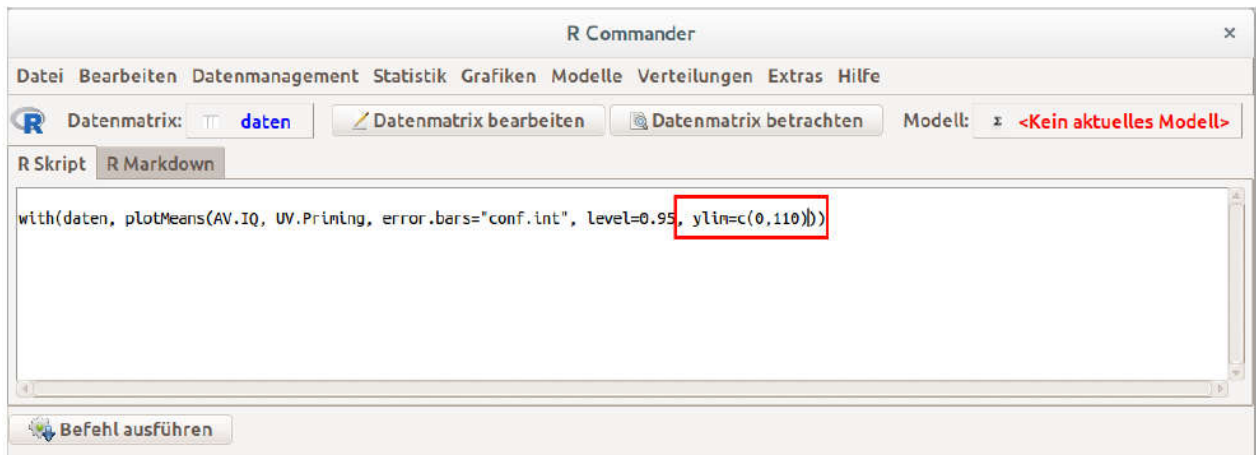 R Commander
Datei Bearbeiten Datenmanagement Statistik Grafiken Modelle Verteilungen Extras Hilfe
R Datenmatrix: daten Datenmatrix bearbeiten Datenmatrix betrachten Modell: Σ <Kein aktuelles Modell>
R Skript R Markdown
with(daten, plotMeans(AV.IQ, UV.Priming, error.bars="conf.int", level=0.95, ylim=c(0,110)))
Befehl ausführen